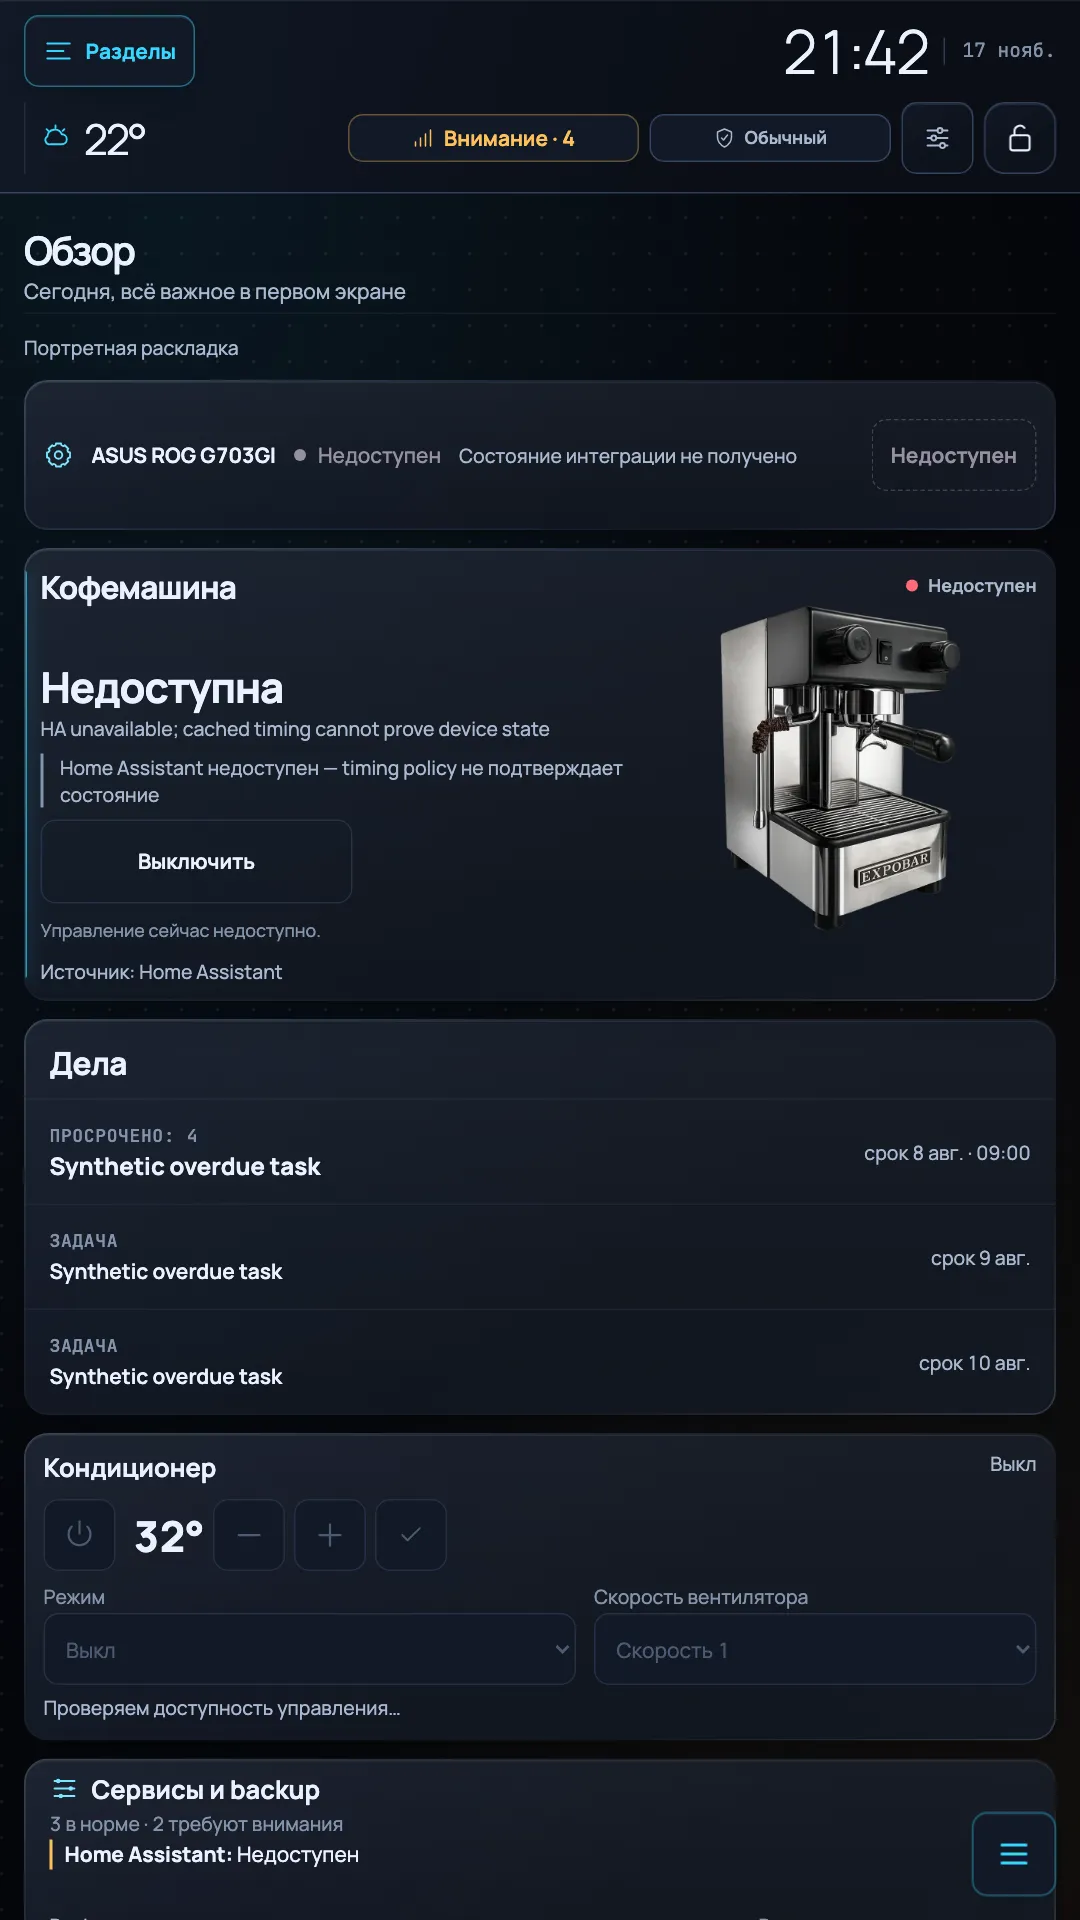 Разделы
21:42
17 нояб.
22°
Внимание · 4
Обычный
Обзор
Сегодня, всё важное в первом экране
Портретная раскладка
ASUS ROG G703GI
Недоступен
Состояние интеграции не получено
Недоступен
Кофемашина
Недоступен
Недоступна
HA unavailable; cached timing cannot prove device state
Home Assistant недоступен — timing policy не подтверждает
состояние
Выключить
EXPOBAR
Управление сейчас недоступно.
Источник: Home Assistant
Дела
ПРОСРОЧЕНО: 4
Synthetic overdue task
срок 8 авг. · 09:00
ЗАДАЧА
Synthetic overdue task
срок 9 авг.
ЗАДАЧА
Synthetic overdue task
срок 10 авг.
Кондиционер
Выкл
32°
Режим
Скорость вентилятора
Выкл
Скорость 1
Проверяем доступность управления…
Сервисы и backup
3 в норме · 2 требуют внимания
Home Assistant: Недоступен